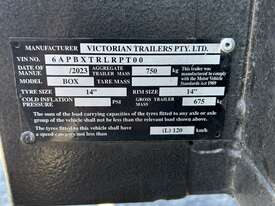 MANUFACTURER VICTORIAN TRAILERS PTY. LTD.
VIN NO. 6APBXTRLRPT00
DATE OF MANUF /2023 AGGREGATE TRAILER MASS 750 kg This trailer was manufactured to comply with the Motor Vehicle Standards Act 1989
MODEL BOX TARE MASS
TYRE SIZE 14" RIM SIZE 14"
COLD INFLATION PRESSURE PSI GROSS TRAILER MASS 675 kg
The sum of the load carrying capacities of the tyres fitted to any axle or axle
group of the vehicle shall not be less than the relevant load shown above.
The tyres fitted to this vehicle shall have
a speed category not less than (L) 120 km/h